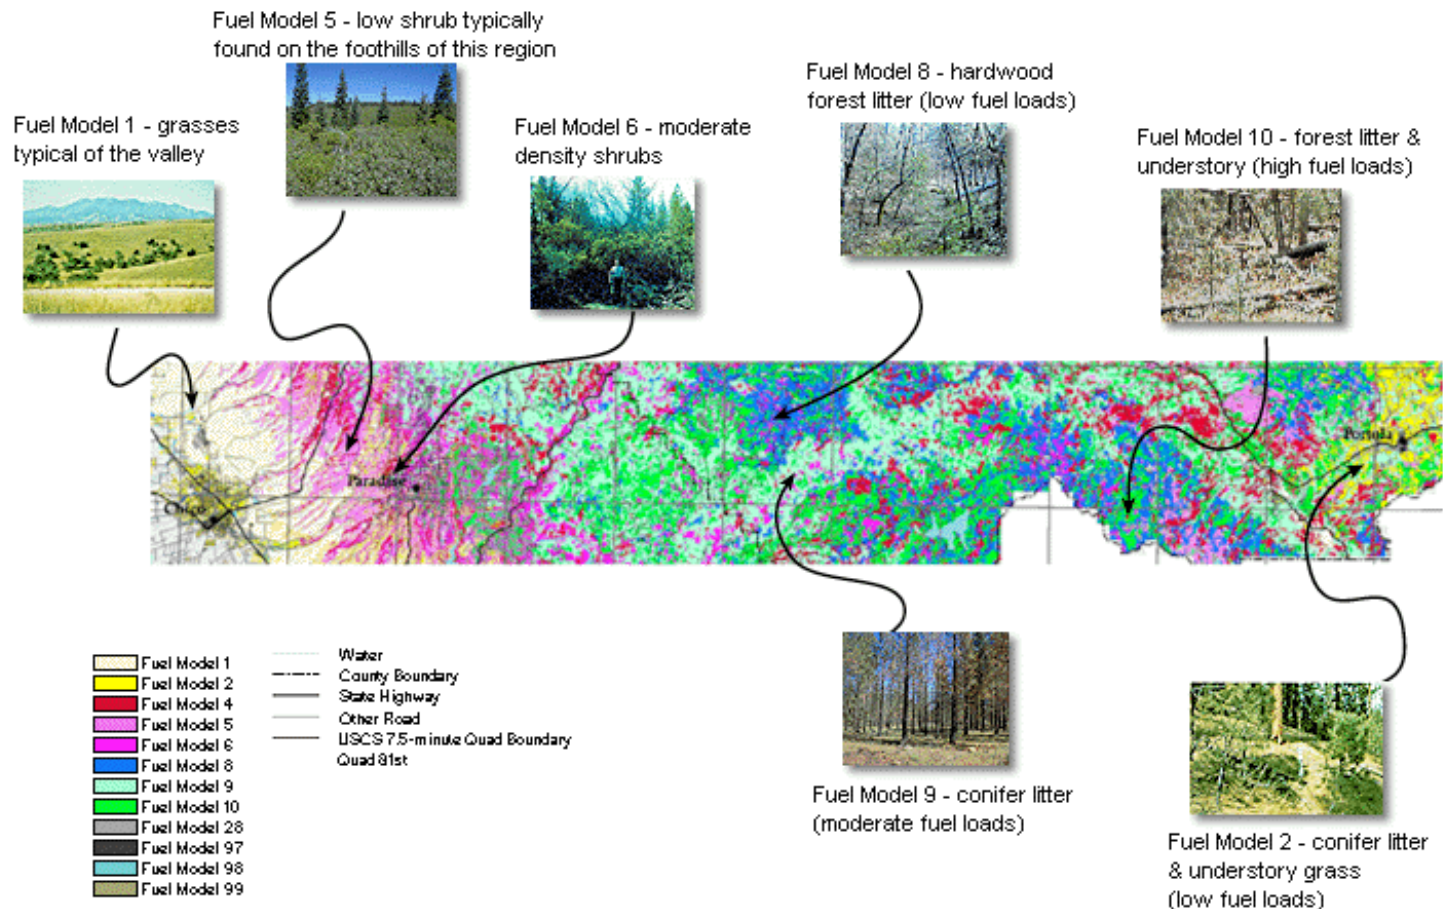 Fuel Model 5 - low shrub typically
found on the foothills of this region
Fuel Model 8 - hardwood
forest litter (low fuel loads)
Fuel Model 1 - grasses
typical of the valley
Fuel Model 6 - moderate
density shrubs
Fuel Model 10 - forest litter &
understory (high fuel loads)
Portola
Paradise
Chico
Fuel Model 1
Fuel Model 2
Fuel Model 4
Fuel Model 5
Fuel Model 6
Fuel Model 8
Fuel Model 9
Fuel Model 10
Fuel Model 28
Fuel Model 97
Fuel Model 98
Fuel Model 99
Water
County Boundary
State Highway
Other Road
USCS 7.5-minute Quad Boundary
Quad 81st
Fuel Model 9 - conifer litter
(moderate fuel loads)
Fuel Model 2 - conifer litter
& understory grass
(low fuel loads)